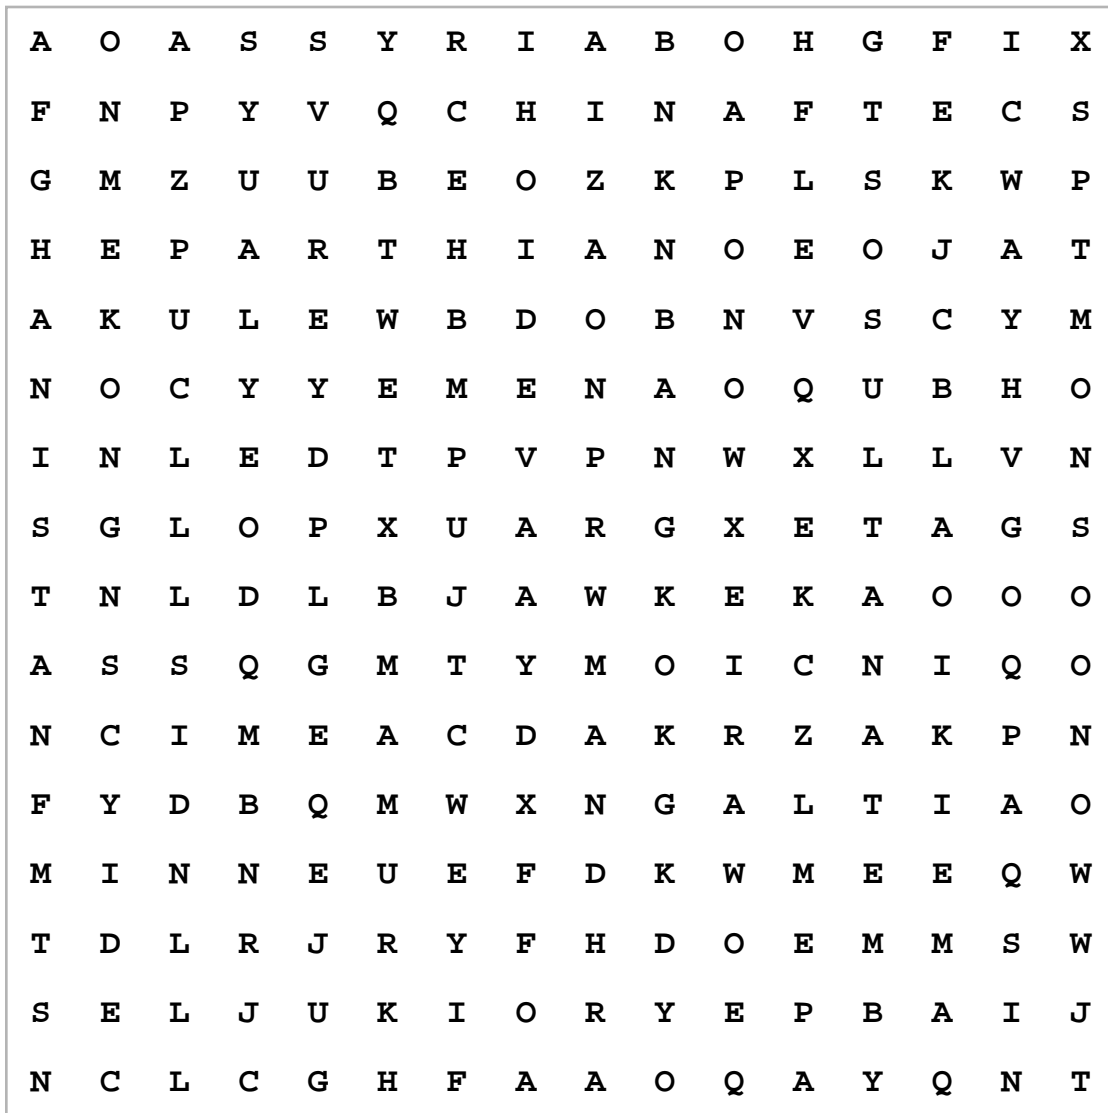 A O A S S Y R I A B O H G F I X
F N P Y V Q C H I N A F T E C S
G M Z U U B E O Z K P L S K W P
H E P A R T H I A N O E O J A T
A K U L E W B D O B N V S C Y M
N O C Y Y E M E N A O Q U B H O
I N L E D T P V P N W X L L V N
S G L O P X U A R G X E T A G S
T N L D L B J A W K E K A O O O
A S S Q G M T Y M O I C N I Q O
N C I M E A C D A K R Z A K P N
F Y D B Q M W X N G A L T I A O
M I N N E U E F D K W M E E Q W
T D L R J R Y F H D O E M M S W
S E L J U K I O R Y E P B A I J
N C L C G H F A A O Q A Y Q N T